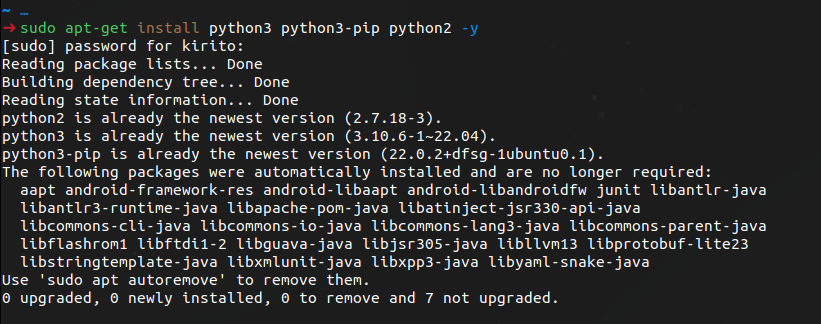 ~ …
➜ sudo apt-get install python3 python3-pip python2 -y
[sudo] password for kirito:
Reading package lists... Done
Building dependency tree... Done
Reading state information... Done
python2 is already the newest version (2.7.18-3).
python3 is already the newest version (3.10.6-1~22.04).
python3-pip is already the newest version (22.0.2+dfsg-1ubuntu0.1).
The following packages were automatically installed and are no longer required:
  aapt android-framework-res android-libaapt android-libandroidfw junit libantlr-java
  libantlr3-runtime-java libapache-pom-java libatinject-jsr330-api-java
  libcommons-cli-java libcommons-io-java libcommons-lang3-java libcommons-parent-java
  libflashrom1 libftdi1-2 libguava-java libjsr305-java libllvm13 libprotobuf-lite23
  libstringtemplate-java libxmlunit-java libxpp3-java libyaml-snake-java
Use 'sudo apt autoremove' to remove them.
0 upgraded, 0 newly installed, 0 to remove and 7 not upgraded.